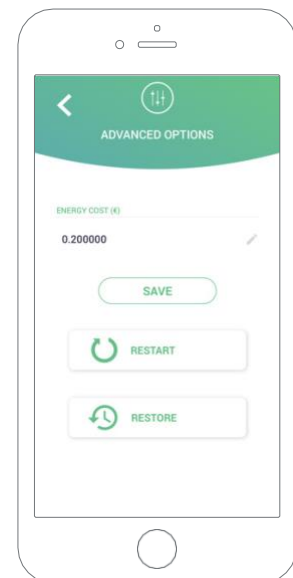 ADVANCED OPTIONS
ENERGY COST (€)
0.200000
SAVE
RESTART
RESTORE